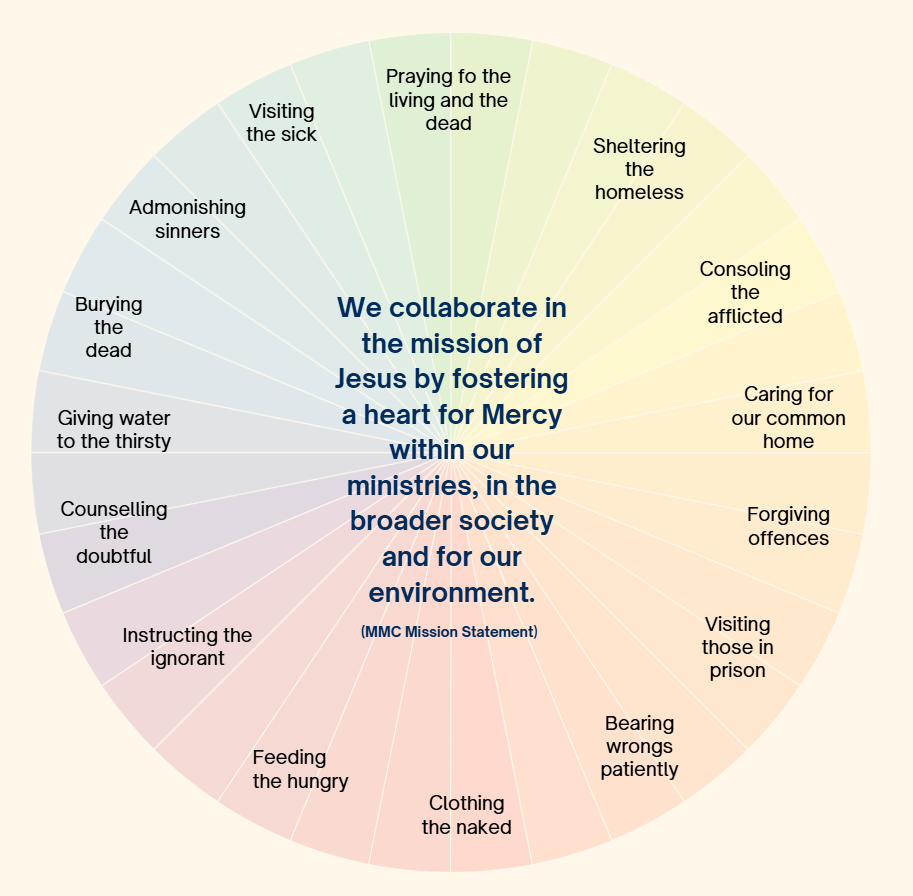 Praying fo the
living and the
dead
Sheltering
the
homeless
Consoling
the
afflicted
Caring for
our common
home
Forgiving
offences
Visiting
those in
prison
Bearing
wrongs
patiently
Clothing
the naked
Feeding
the hungry
Instructing the
ignorant
Counselling
the
doubtful
Giving water
to the thirsty
Burying
the
dead
Admonishing
sinners
Visiting
the sick
We collaborate in
the mission of
Jesus by fostering
a heart for Mercy
within our
ministries, in the
broader society
and for our
environment.
(MMC Mission Statement)